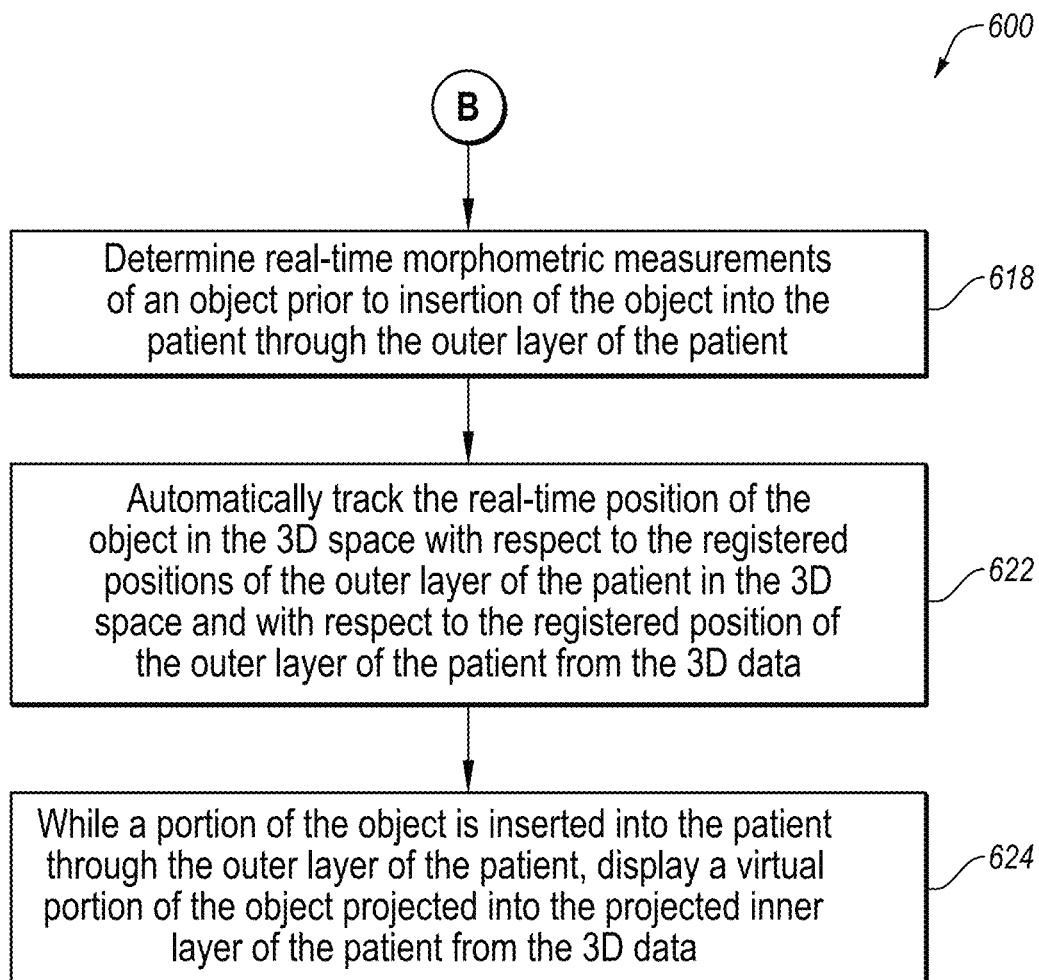 600
B
Determine real-time morphometric measurements
of an object prior to insertion of the object into the
patient through the outer layer of the patient
618
Automatically track the real-time position of the
object in the 3D space with respect to the registered
positions of the outer layer of the patient in the 3D
space and with respect to the registered position of
the outer layer of the patient from the 3D data
622
While a portion of the object is inserted into the patient
through the outer layer of the patient, display a virtual
portion of the object projected into the projected inner
layer of the patient from the 3D data
624